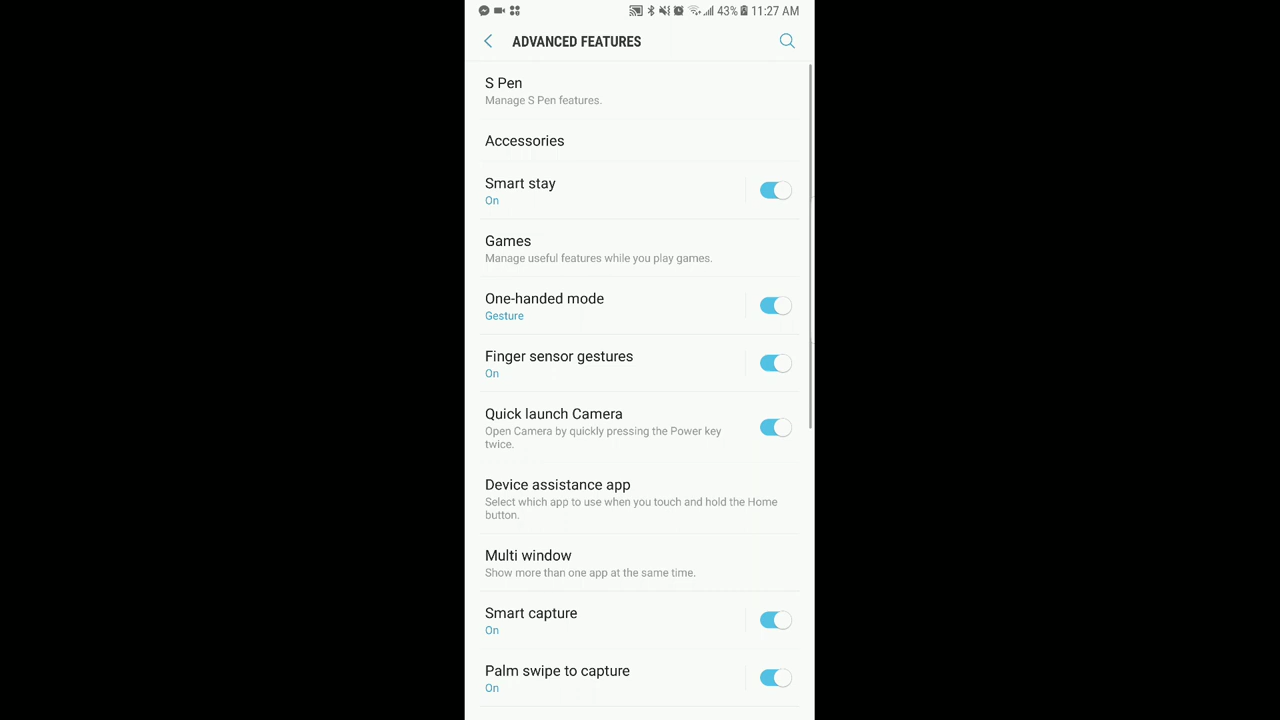 43% 11:27 AM
ADVANCED FEATURES
S Pen
Manage S Pen features.
Accessories
Smart stay
On
Games
Manage useful features while you play games.
One-handed mode
Gesture
Finger sensor gestures
On
Quick launch Camera
Open Camera by quickly pressing the Power key
twice.
Device assistance app
Select which app to use when you touch and hold the Home
button.
Multi window
Show more than one app at the same time.
Smart capture
On
Palm swipe to capture
On